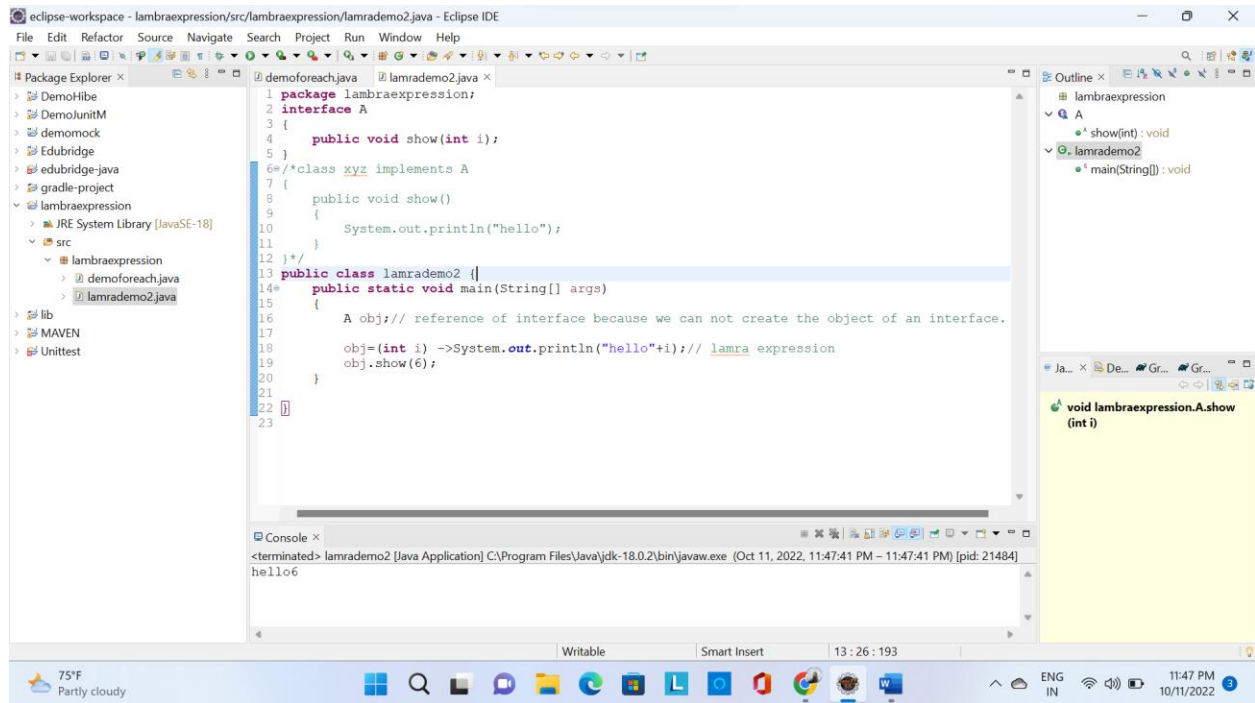 eclipse-workspace - lambraexpression/src/lambraexpression/lamrademo2.java - Eclipse IDE
File Edit Refactor Source Navigate Search Project Run Window Help
Package Explorer ×
DemoHibe
DemoJunitM
demomock
Edubridge
edubridge-java
gradle-project
lambraexpression
JRE System Library [JavaSE-18]
src
lambraexpression
demoforeach.java
lamrademo2.java
lib
MAVEN
Unittest
demoforeach.java lamrademo2.java ×
1 package lambraexpression;
2 interface A
3 {
4 public void show(int i);
5 }
6 /*class xyz implements A
7 {
8 public void show()
9 {
10 System.out.println("hello");
11 }
12 }*/
13 public class lamrademo2 {
14 public static void main(String[] args)
15 {
16 A obj;// reference of interface because we can not create the object of an interface.
17
18 obj=(int i) ->System.out.println("hello"+i);// lamra expression
19 obj.show(6);
20 }
21
22 }
23
Outline ×
lambraexpression
A
show(int) : void
lamrademo2
main(String[]) : void
Ja... × De... Gr... Gr...
void lambraexpression.A.show
(int i)
Console ×
<terminated> lamrademo2 [Java Application] C:\Program Files\Java\jdk-18.0.2\bin\javaw.exe (Oct 11, 2022, 11:47:41 PM – 11:47:41 PM) [pid: 21484]
hello6
Writable Smart Insert 13 : 26 : 193
75°F
Partly cloudy
ENG
IN
11:47 PM
10/11/2022
3